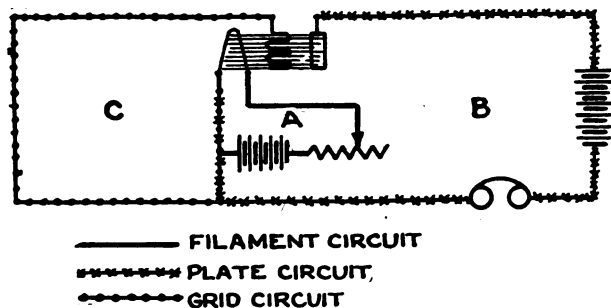 C
A
B
FILAMENT CIRCUIT
PLATE CIRCUIT,
GRID CIRCUIT